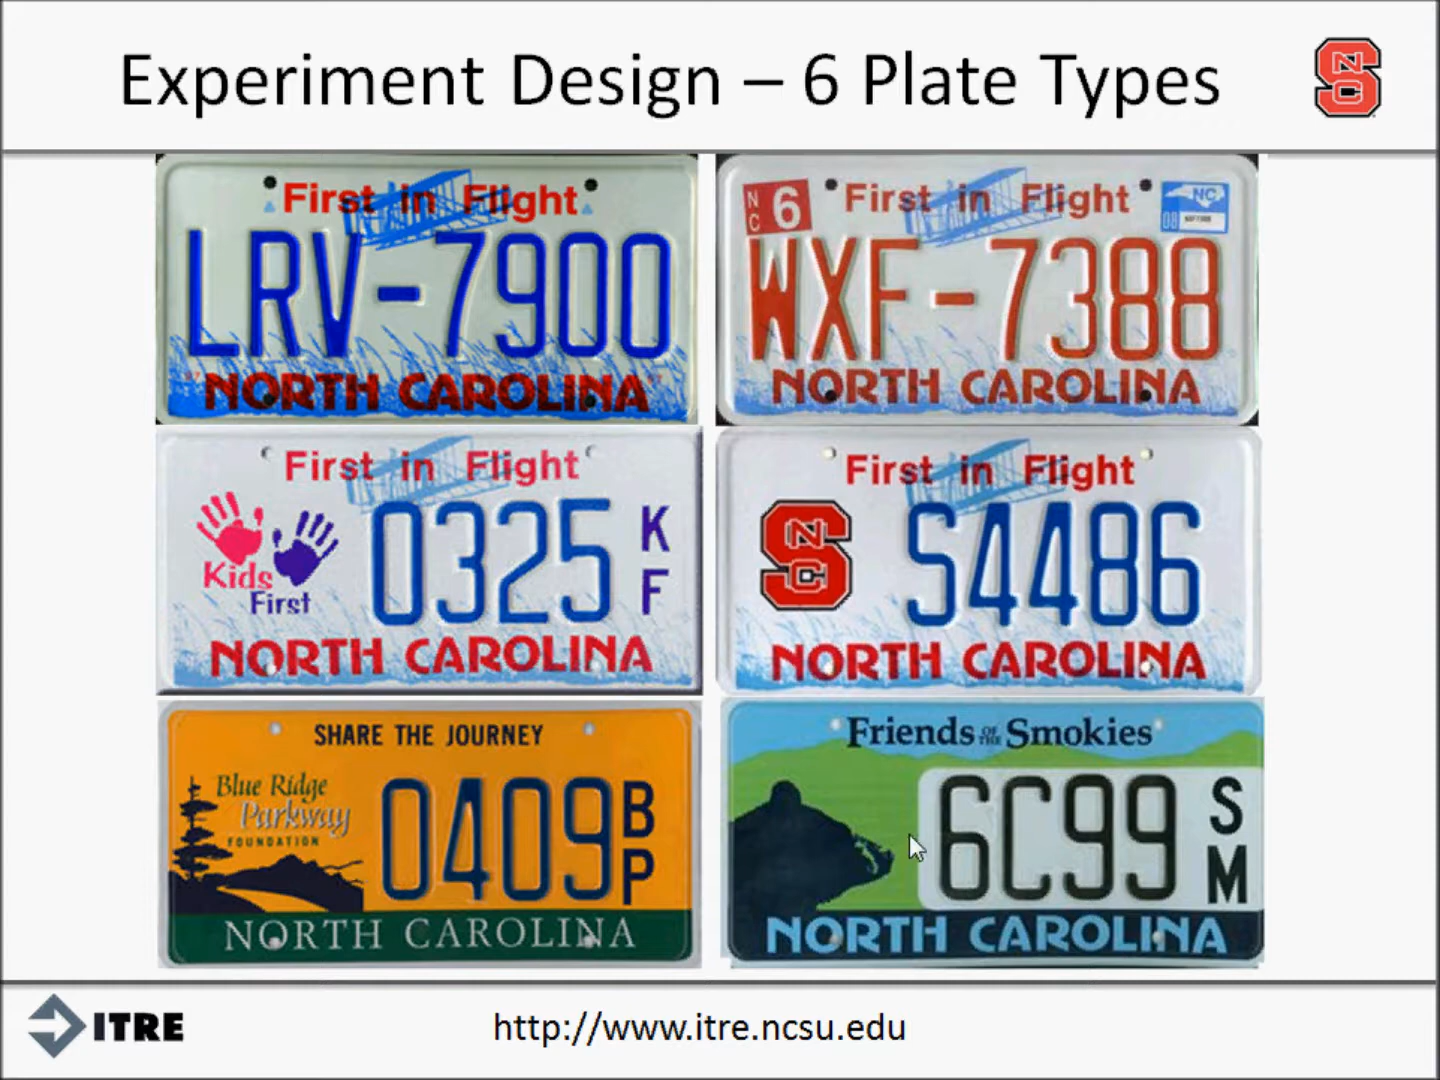 Experiment Design – 6 Plate Types
First in Flight
LRV-7900
NORTH CAROLINA
NC 6
First in Flight
NC
08
WXF-7388
NORTH CAROLINA
First in Flight
Kids First
0325 KF
NORTH CAROLINA
First in Flight
NCS
S4486
NORTH CAROLINA
SHARE THE JOURNEY
Blue Ridge
Parkway
FOUNDATION
0409 BP
NORTH CAROLINA
Friends OF THE Smokies
6C99 SM
NORTH CAROLINA
ITRE
http://www.itre.ncsu.edu